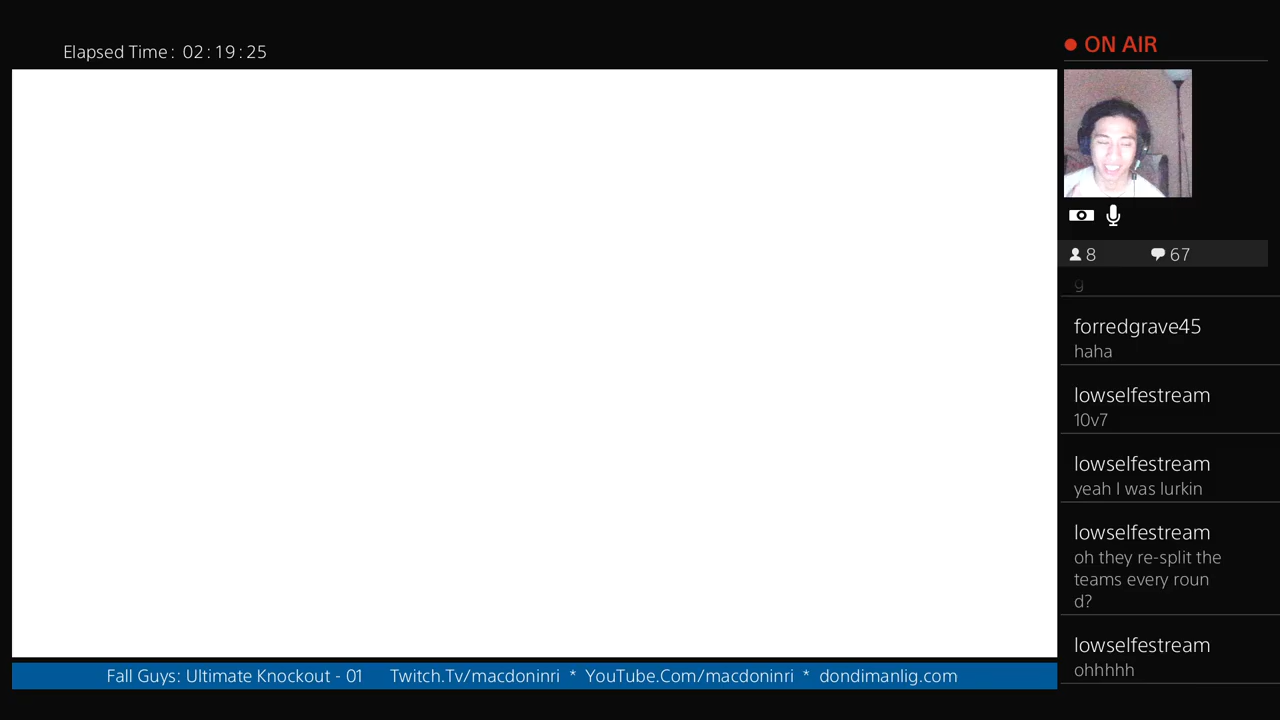 Elapsed Time: 02:19:25
ON AIR
8 67
g
forredgrave45
haha
lowselfestream
10v7
lowselfestream
yeah I was lurkin
lowselfestream
oh they re-split the
teams every roun
d?
lowselfestream
ohhhhh
Fall Guys: Ultimate Knockout - 01 Twitch.Tv/macdoninri * YouTube.Com/macdoninri * dondimanlig.com